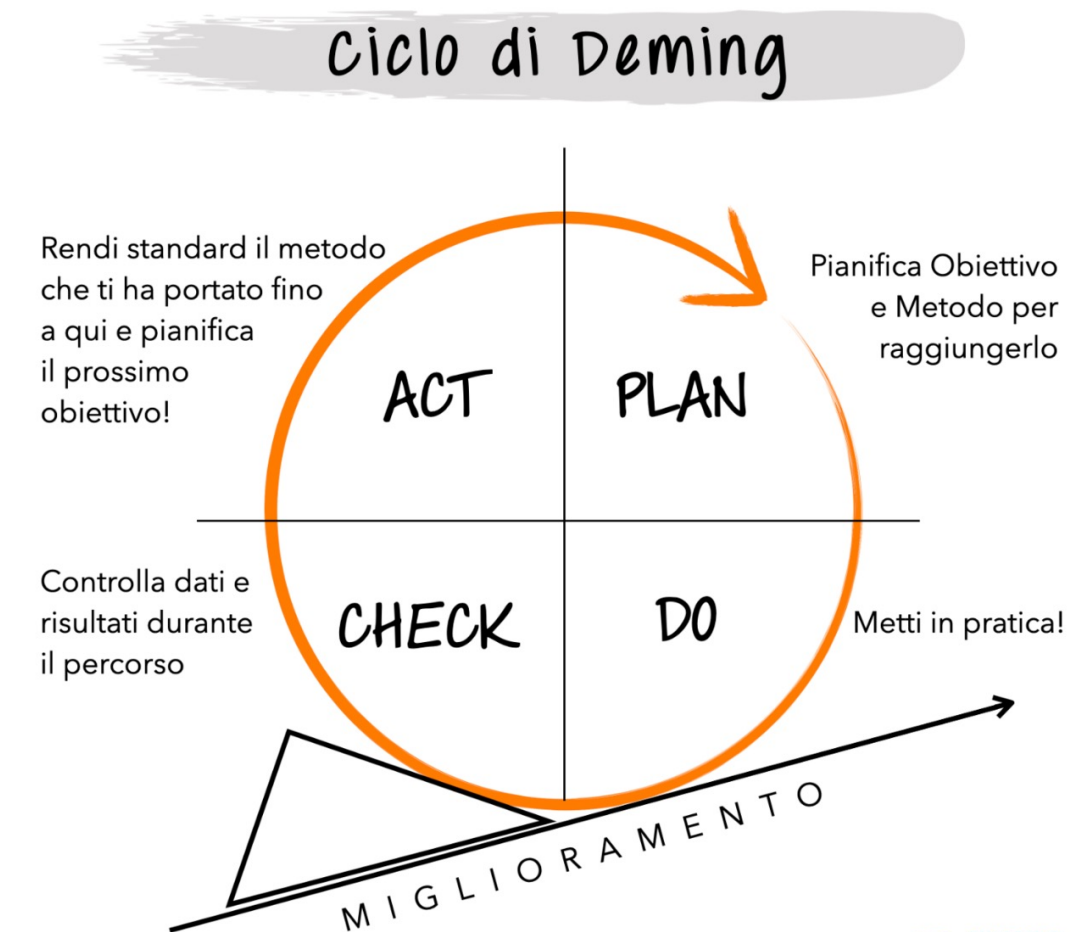 Ciclo di Deming
Rendi standard il metodo
che ti ha portato fino
a qui e pianifica
il prossimo
obiettivo!
Pianifica Obiettivo
e Metodo per
raggiungerlo
ACT
PLAN
Controlla dati e
risultati durante
il percorso
CHECK
DO
Metti in pratica!
MIGLIORAMENTO